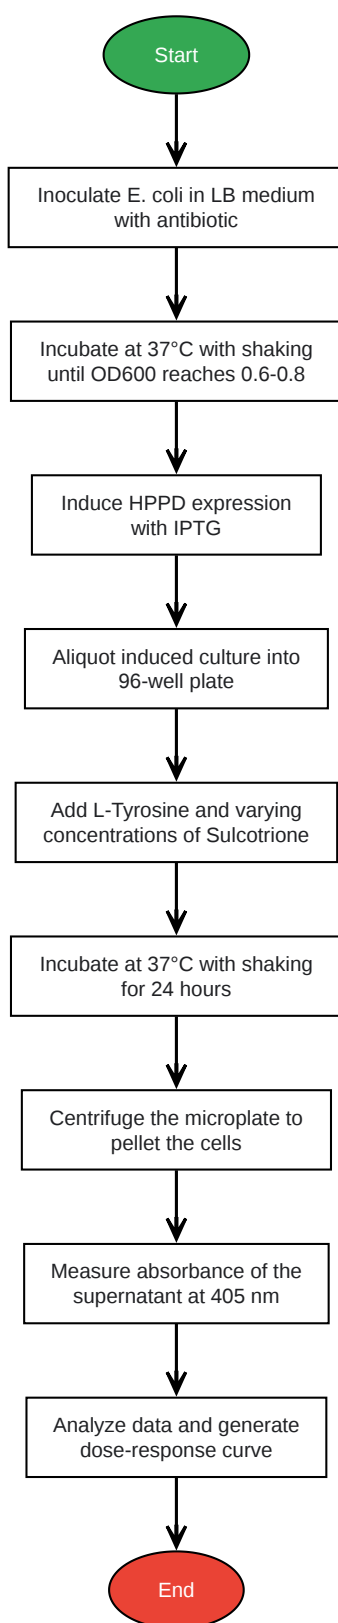 Start
Inoculate E. coli in LB medium
with antibiotic
Incubate at 37°C with shaking
until OD600 reaches 0.6-0.8
Induce HPPD expression
with IPTG
Aliquot induced culture into
96-well plate
Add L-Tyrosine and varying
concentrations of Sulcotrione
Incubate at 37°C with shaking
for 24 hours
Centrifuge the microplate to
pellet the cells
Measure absorbance of the
supernatant at 405 nm
Analyze data and generate
dose-response curve
End